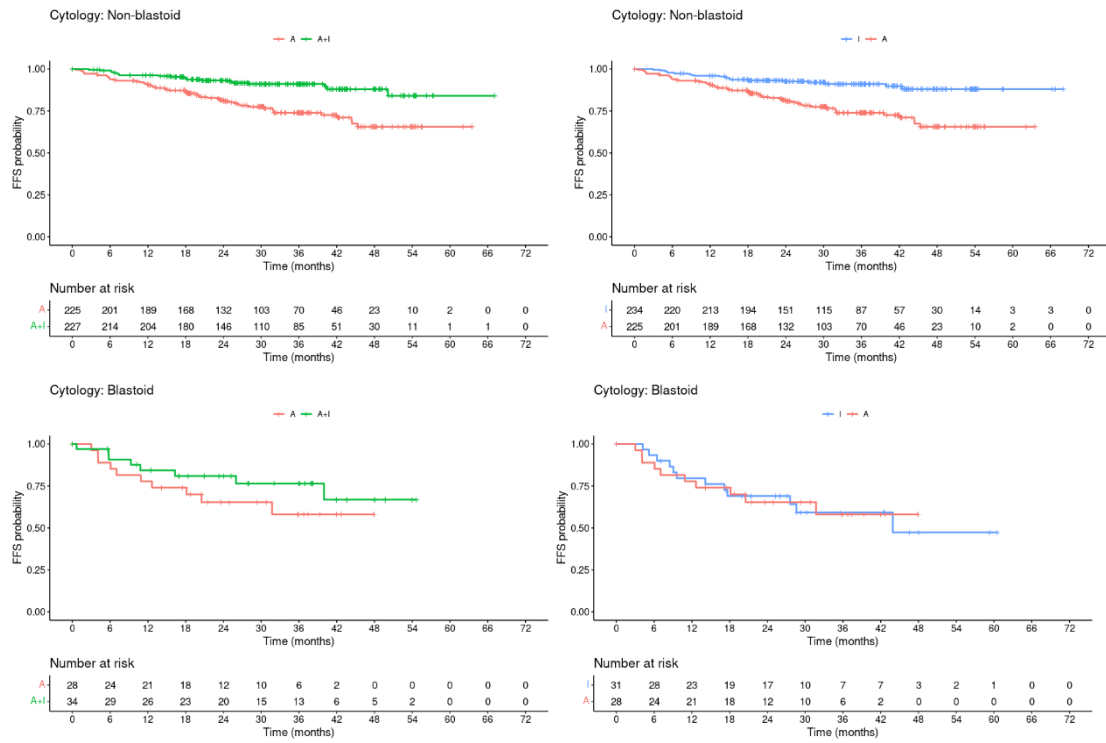 Cytology: Non-blastoid
A A+I
1.00
0.75
0.50
0.25
0.00
FFS probability
0 6 12 18 24 30 36 42 48 54 60 66 72
Time (months)
Number at risk
A 225 201 189 168 132 103 70 46 23 10 2 0 0
A+I 227 214 204 180 146 110 85 51 30 11 1 1 0
0 6 12 18 24 30 36 42 48 54 60 66 72
Time (months)
Cytology: Non-blastoid
I A
1.00
0.75
0.50
0.25
0.00
FFS probability
0 6 12 18 24 30 36 42 48 54 60 66 72
Time (months)
Number at risk
I 234 220 213 194 151 115 87 57 30 14 3 3 0
A 225 201 189 168 132 103 70 46 23 10 2 0 0
0 6 12 18 24 30 36 42 48 54 60 66 72
Time (months)
Cytology: Blastoid
A A+I
1.00
0.75
0.50
0.25
0.00
FFS probability
0 6 12 18 24 30 36 42 48 54 60 66 72
Time (months)
Number at risk
A 28 24 21 18 12 10 6 2 0 0 0 0 0
A+I 34 29 26 23 20 15 13 6 5 2 0 0 0
0 6 12 18 24 30 36 42 48 54 60 66 72
Time (months)
Cytology: Blastoid
I A
1.00
0.75
0.50
0.25
0.00
FFS probability
0 6 12 18 24 30 36 42 48 54 60 66 72
Time (months)
Number at risk
I 31 28 23 19 17 10 7 7 3 2 1 0 0
A 28 24 21 18 12 10 6 2 0 0 0 0 0
0 6 12 18 24 30 36 42 48 54 60 66 72
Time (months)